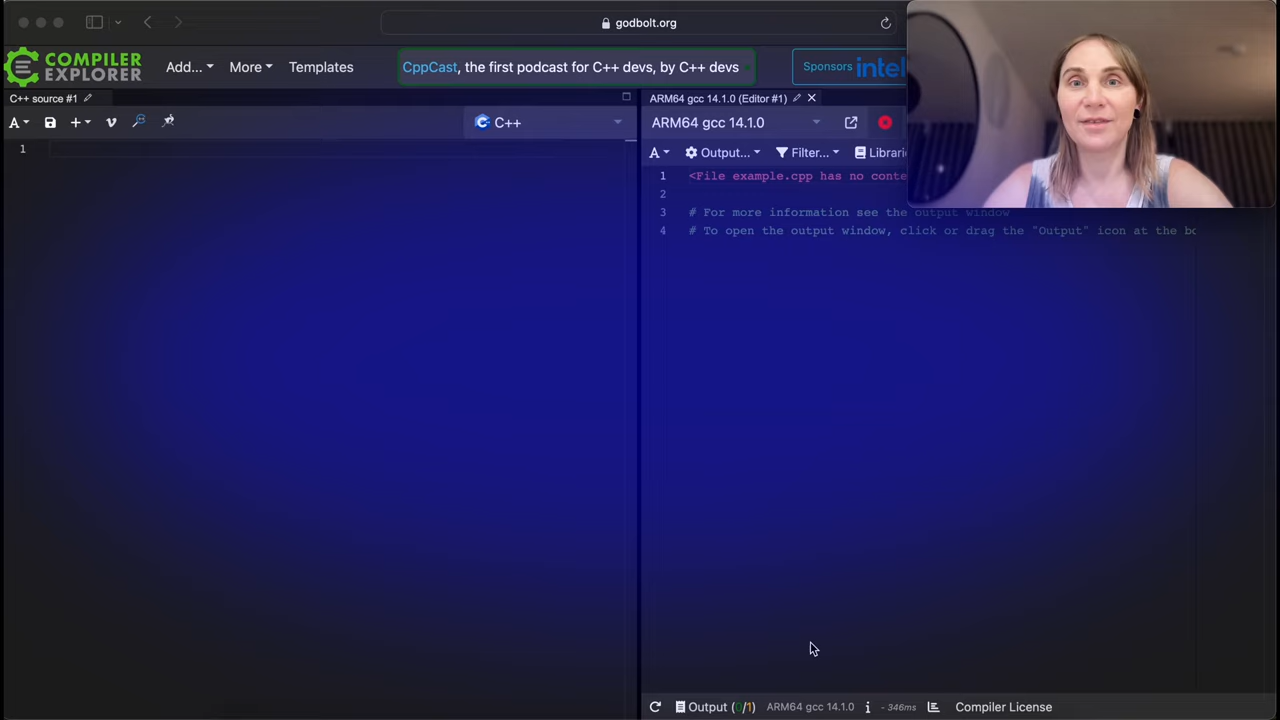 godbolt.org
COMPILER
EXPLORER
Add...
More
Templates
CppCast, the first podcast for C++ devs, by C++ devs
Sponsors
intel
C++ source #1
ARM64 gcc 14.1.0 (Editor #1)
A
C++
ARM64 gcc 14.1.0
A
Output...
Filter...
Librari
1
1 <File example.cpp has no conte
2
3 # For more information see the output window
4 # To open the output window, click or drag the "Output" icon at the bo
Output (0/1)
ARM64 gcc 14.1.0
i
- 346ms
Compiler License